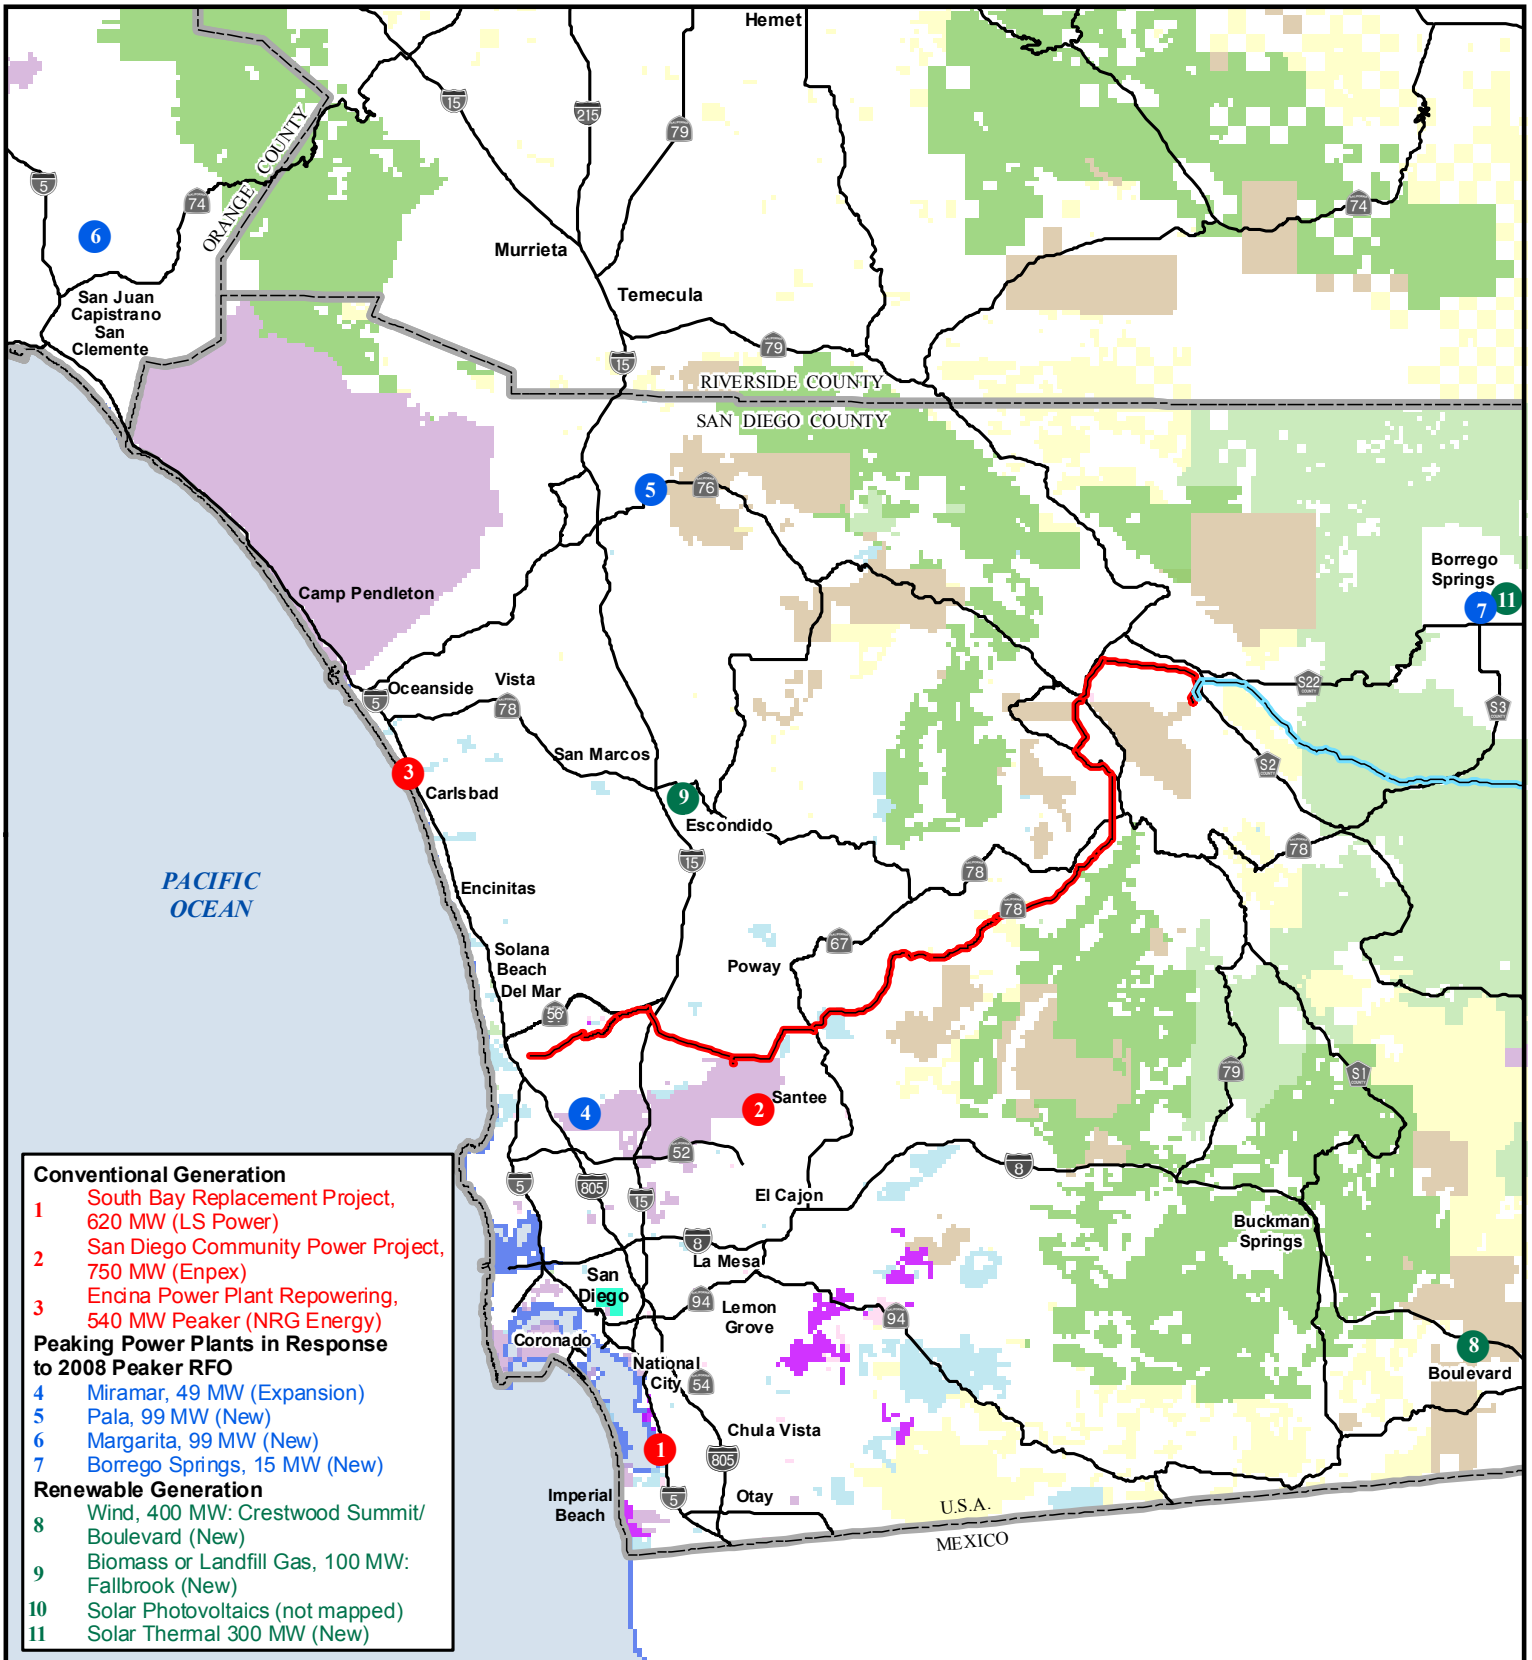 Hemet
15
215
79
5
74
ORANGE COUNTY
74
6
Murrieta
San Juan
Capistrano
San
Clemente
Temecula
79
15
RIVERSIDE COUNTY
SAN DIEGO COUNTY
5
76
Borrego
Springs
7
11
Camp Pendleton
Oceanside
5
Vista
78
S22
COUNTY
S3
COUNTY
San Marcos
S2
COUNTY
3
Carlsbad
9
Escondido
15
78
78
PACIFIC
OCEAN
Encinitas
78
67
Solana
Beach
Del Mar
Poway
56
79
S1
COUNTY
4
2
Santee
52
8
5
805
15
El Cajon
Buckman
Springs
8
La Mesa
San
Diego
94
Lemon
Grove
94
Coronado
National
City
54
8
Boulevard
Chula Vista
1
805
Imperial
Beach
5
Otay
U.S.A.
MEXICO
Conventional Generation
1 South Bay Replacement Project,
620 MW (LS Power)
2 San Diego Community Power Project,
750 MW (Enpex)
3 Encina Power Plant Repowering,
540 MW Peaker (NRG Energy)
Peaking Power Plants in Response
to 2008 Peaker RFO
4 Miramar, 49 MW (Expansion)
5 Pala, 99 MW (New)
6 Margarita, 99 MW (New)
7 Borrego Springs, 15 MW (New)
Renewable Generation
8 Wind, 400 MW: Crestwood Summit/
Boulevard (New)
9 Biomass or Landfill Gas, 100 MW:
Fallbrook (New)
10 Solar Photovoltaics (not mapped)
11 Solar Thermal 300 MW (New)